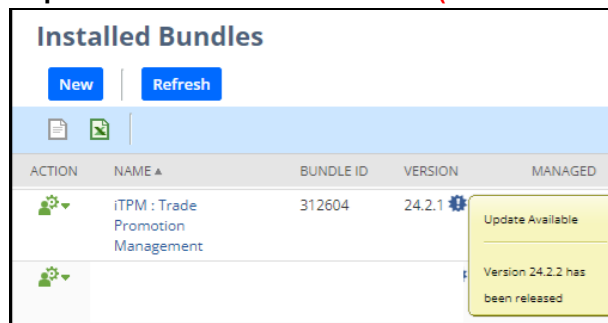 Installed Bundles
New Refresh
ACTION NAME BUNDLE ID VERSION MANAGED
iTPM : Trade 312604 24.2.1
Promotion
Management
Update Available
Version 24.2.2 has
been released